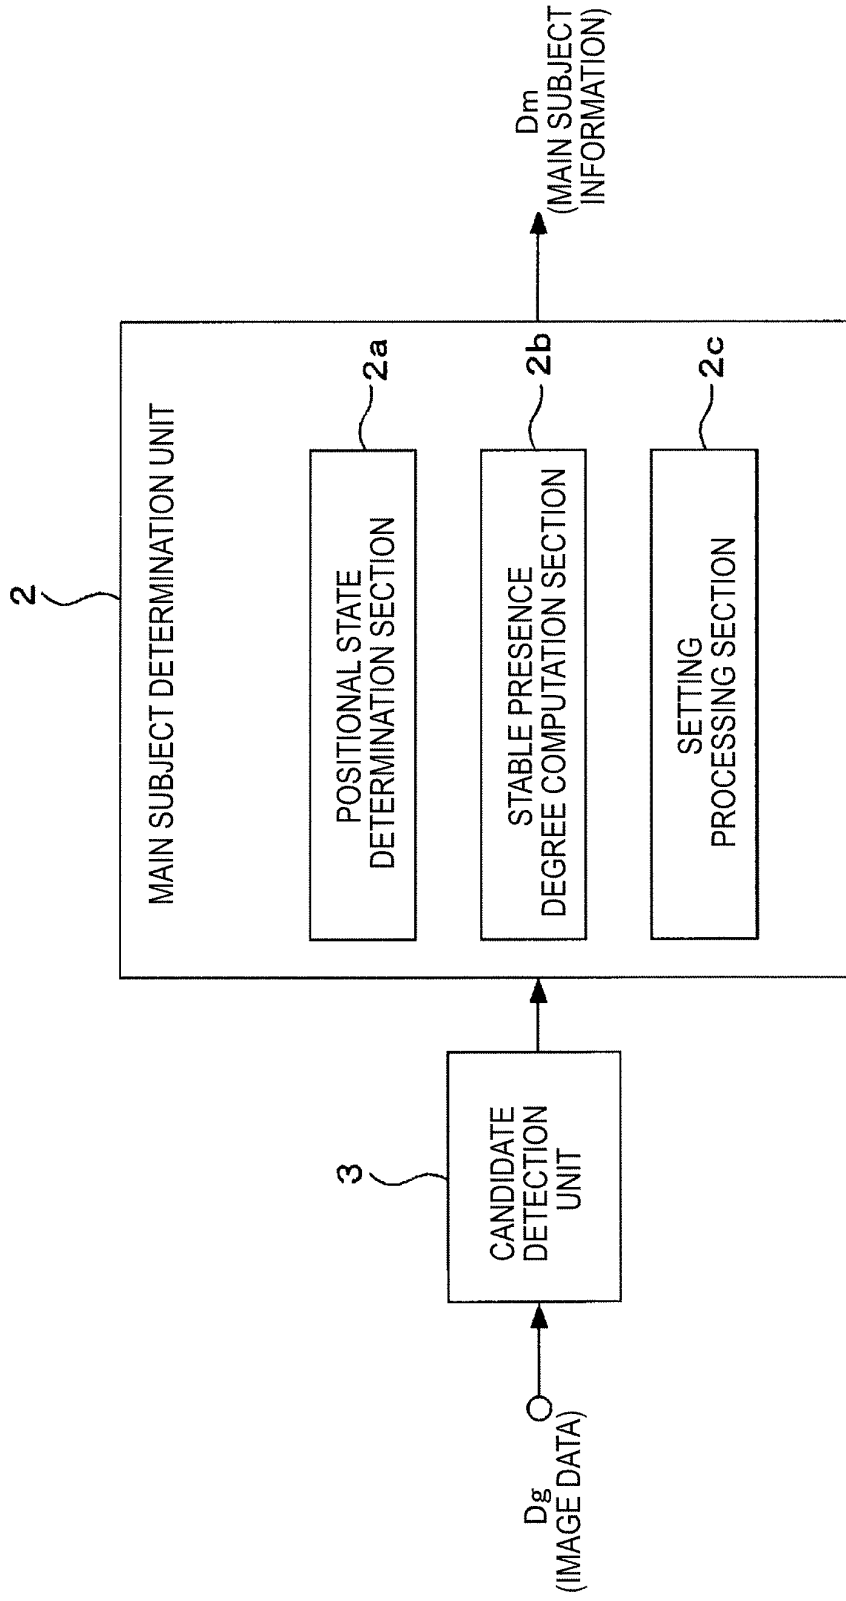 2
MAIN SUBJECT DETERMINATION UNIT
3
CANDIDATE
DETECTION
UNIT
Dg
(IMAGE DATA)
POSITIONAL STATE
DETERMINATION SECTION
2a
STABLE PRESENCE
DEGREE COMPUTATION SECTION
2b
SETTING
PROCESSING SECTION
2c
Dm
(MAIN SUBJECT
INFORMATION)